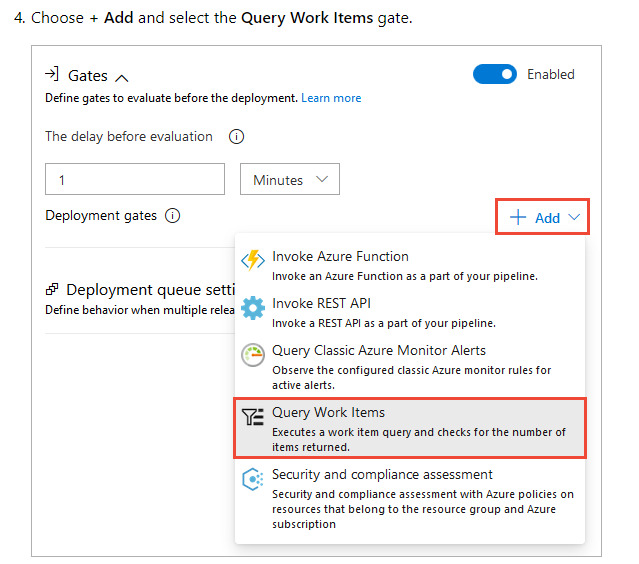 4. Choose + Add and select the Query Work Items gate.
Gates
Enabled
Define gates to evaluate before the deployment. Learn more
The delay before evaluation
1
Minutes
Deployment gates
+ Add
Invoke Azure Function
Invoke an Azure Function as a part of your pipeline.
Deployment queue setti
Define behavior when multiple relea
Invoke REST API
Invoke a REST API as a part of your pipeline.
Query Classic Azure Monitor Alerts
Observe the configured classic Azure monitor rules for
active alerts.
Query Work Items
Executes a work item query and checks for the number of
items returned.
Security and compliance assessment
Security and compliance assessment with Azure policies on
resources that belong to the resource group and Azure
subscription